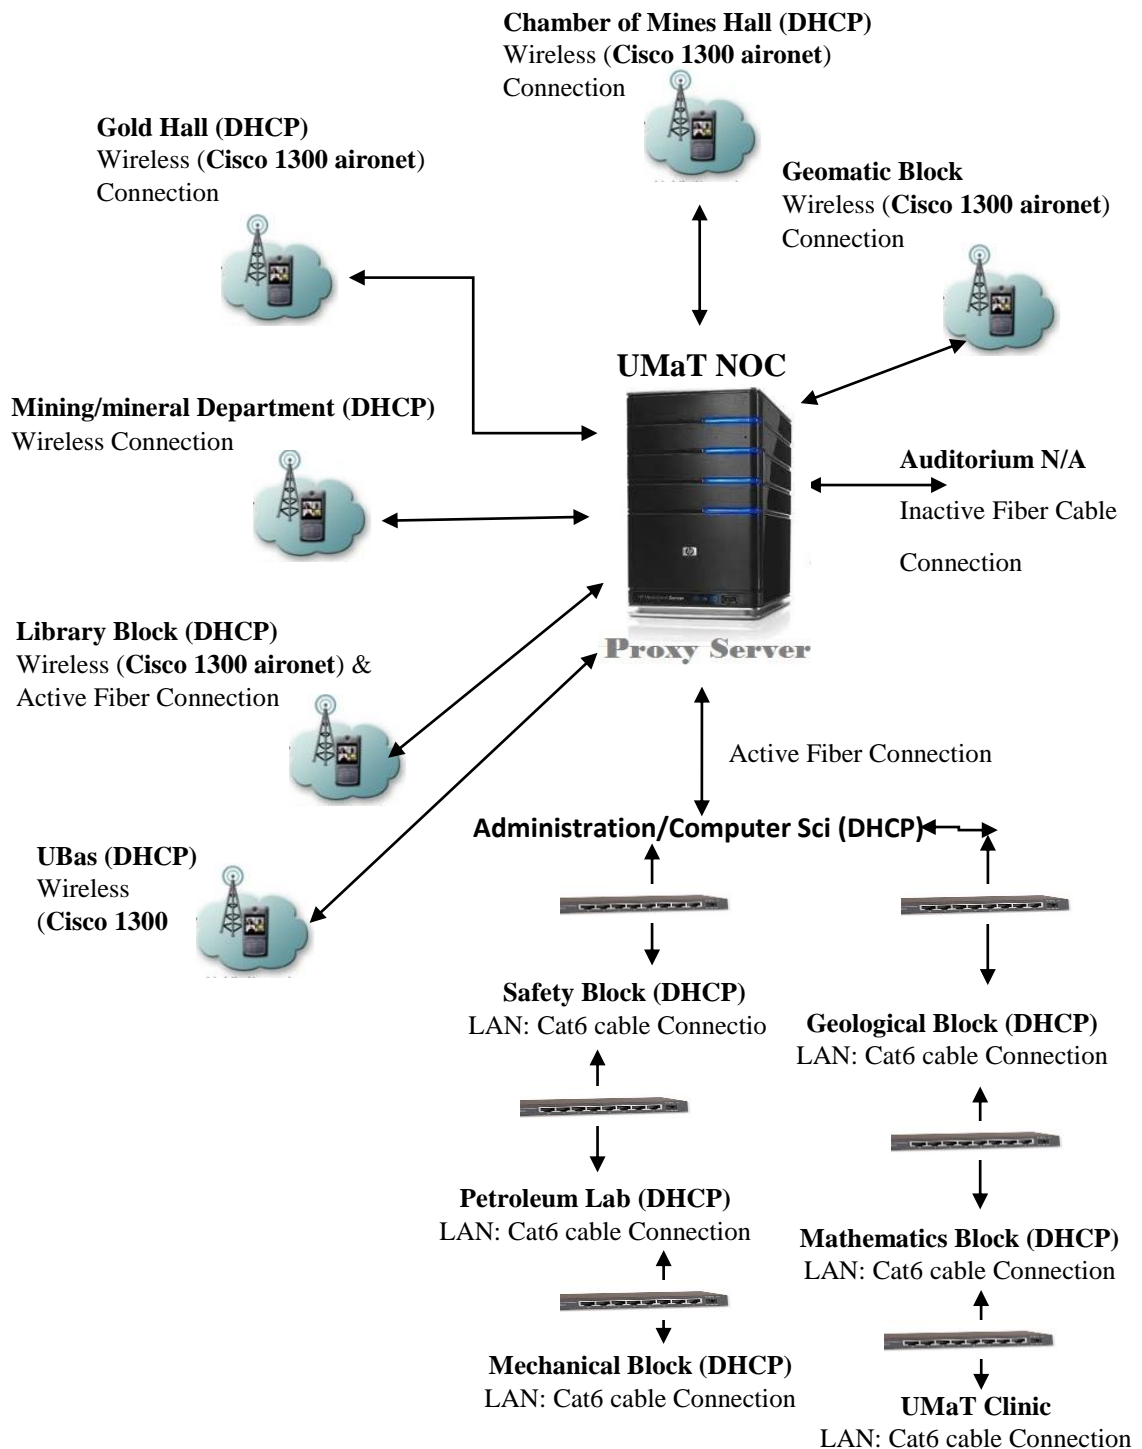 Chamber of Mines Hall (DHCP)
Wireless (Cisco 1300 aironet)
Connection
Gold Hall (DHCP)
Wireless (Cisco 1300 aironet)
Connection
Geomatic Block
Wireless (Cisco 1300 aironet)
Connection
UMaT NOC
Mining/mineral Department (DHCP)
Wireless Connection
Auditorium N/A
Inactive Fiber Cable
Connection
hp
Library Block (DHCP)
Wireless (Cisco 1300 aironet) &
Active Fiber Connection
Proxy Server
Active Fiber Connection
Administration/Computer Sci (DHCP)
UBas (DHCP)
Wireless
(Cisco 1300
Safety Block (DHCP)
LAN: Cat6 cable Connectio
Geological Block (DHCP)
LAN: Cat6 cable Connection
Petroleum Lab (DHCP)
LAN: Cat6 cable Connection
Mathematics Block (DHCP)
LAN: Cat6 cable Connection
Mechanical Block (DHCP)
LAN: Cat6 cable Connection
UMaT Clinic
LAN: Cat6 cable Connection